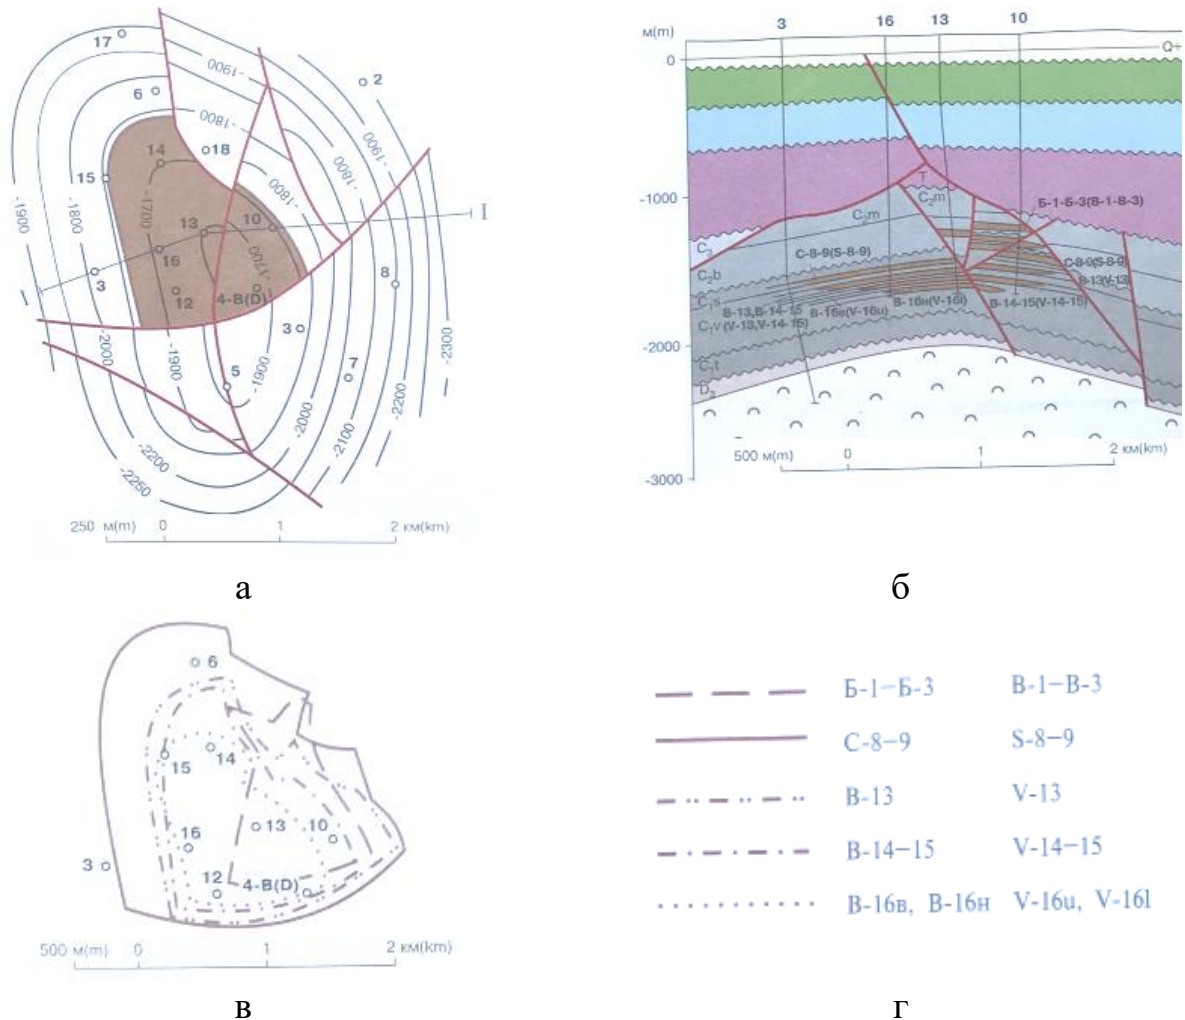 17
2
6
-1900
-1800
-1900
18
14
15
-1800
-1800
-1700
-1800
-1900
13
10
I
16
-1700
3
8
I
12
4-В(D)
3
-2000
-1900
-1900
5
7
-2300
-2000
-2200
-2100
-2200
-2250
250 м(m) 0 1 2 км(km)
а
3 16 13 10
м(m)
0
-1000
-2000
-3000
T
C₂m
C₂m
Б-1-Б-3(В-1-В-3)
C₃
C-8-9(S-8-9)
C-8-9(S-8-9)
C₂b
В-13(V-13)
C₁s
В-16н(V-16l)
В-14-15(V-14-15)
В-13,В-14-15
В-16в(V-16u)
C₁v (V-13,V-14-15)
C₁t
D₃
500 м(m) 0 1 2 км(km)
б
6
14
15
16
13
10
3
12
4-В(D)
500 м(m) 0 1 2 км(km)
в
Б-1–Б-3 В-1–В-3
С-8–9 S-8–9
В-13 V-13
В-14–15 V-14–15
В-16в, В-16н V-16u, V-16l
г